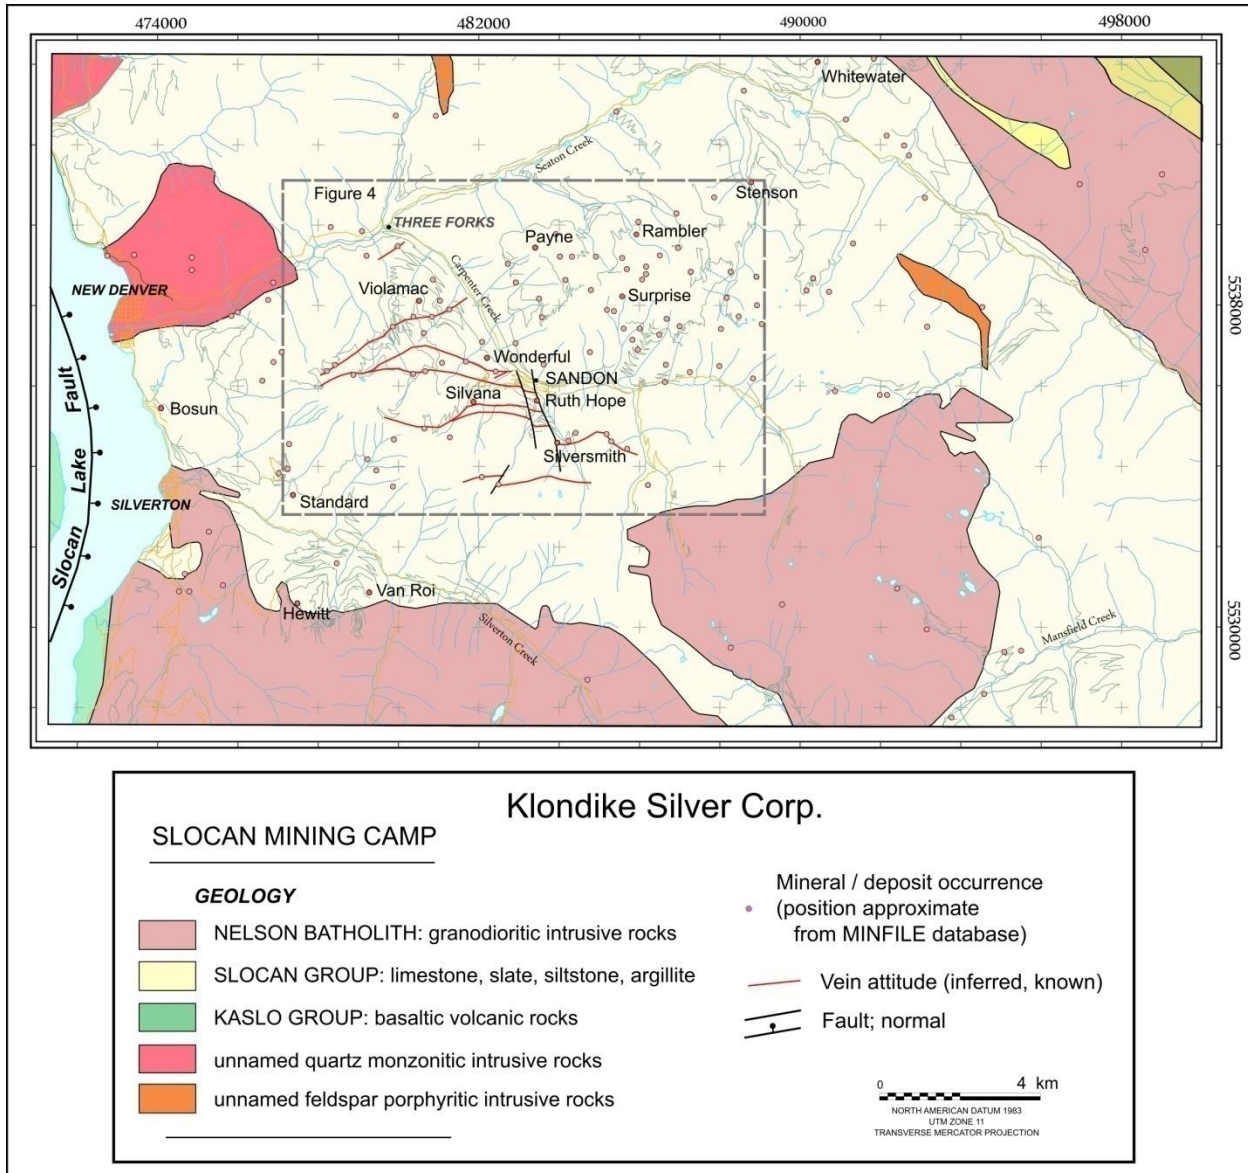 474000
482000
490000
498000
Whitewater
Seaton Creek
Stenson
Figure 4
THREE FORKS
Payne
Rambler
Carpenter Creek
NEW DENVER
Violamac
Surprise
5538000
Wonderful
SANDON
Silvana
Ruth Hope
Bosun
Silversmith
Slocan Lake Fault
SILVERTON
Standard
Van Roi
Hewitt
Silverton Creek
Mansfield Creek
5530000
Klondike Silver Corp.
SLOCAN MINING CAMP
GEOLOGY
NELSON BATHOLITH: granodioritic intrusive rocks
SLOCAN GROUP: limestone, slate, siltstone, argillite
KASLO GROUP: basaltic volcanic rocks
unnamed quartz monzonitic intrusive rocks
unnamed feldspar porphyritic intrusive rocks
Mineral / deposit occurrence
(position approximate
from MINFILE database)
Vein attitude (inferred, known)
Fault; normal
0 4 km
NORTH AMERICAN DATUM 1983
UTM ZONE 11
TRANSVERSE MERCATOR PROJECTION